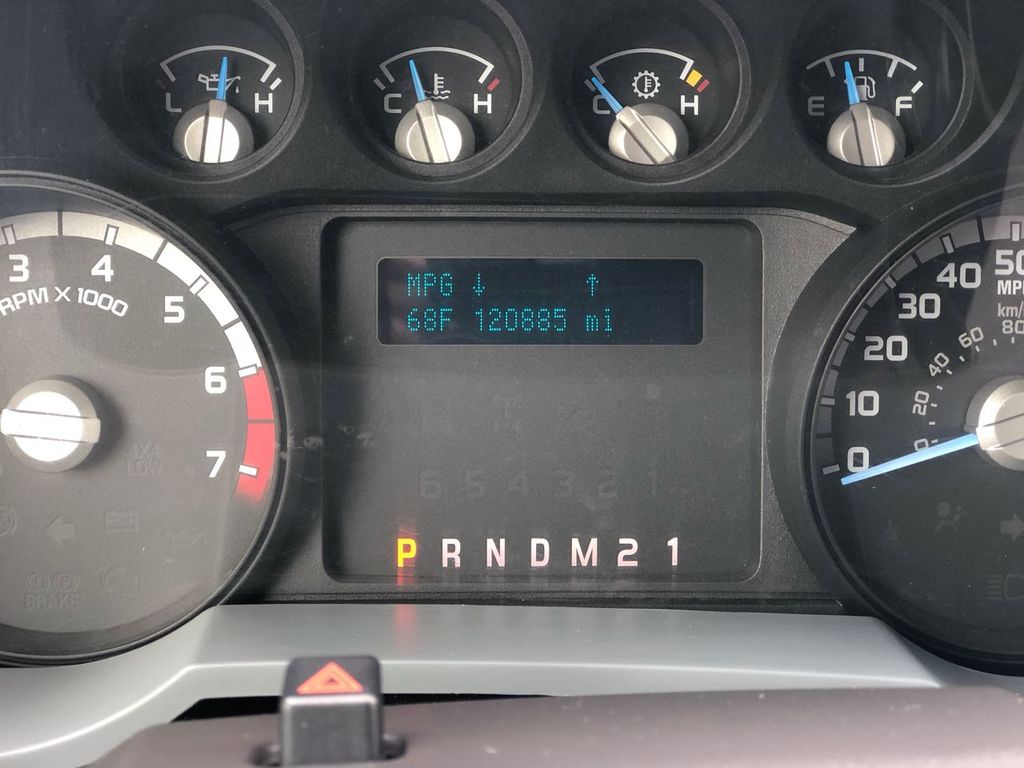 L H
C H
C H
E F
3 4 5 6 7
RPM X 1000
MPG ↓ ↑
68F 120885 mi
6 5 4 3 2 1
P R N D M 2 1
0 10 20 30 40 50
MPH
km/
0 20 40 60 80
4X4
LOW
BRAKE